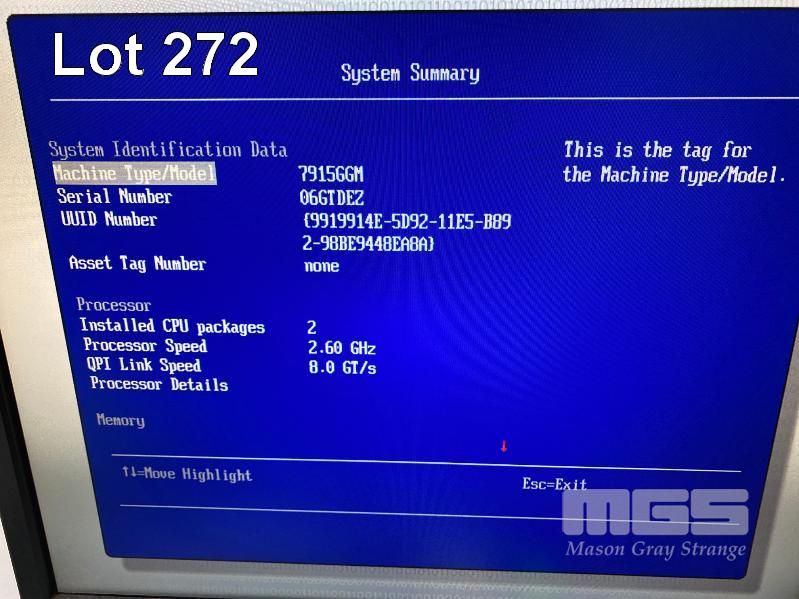 Lot 272
System Summary
System Identification Data
Machine Type/Model 7915GGM
Serial Number 06GTDEZ
UUID Number {9919914E-5D92-11E5-B89
2-98BE9448EA8A}
Asset Tag Number none
This is the tag for
the Machine Type/Model.
Processor
Installed CPU packages 2
Processor Speed 2.60 GHz
QPI Link Speed 8.0 GT/s
Processor Details
Memory
↓
↑↓=Move Highlight Esc=Exit
MGS
Mason Gray Strange